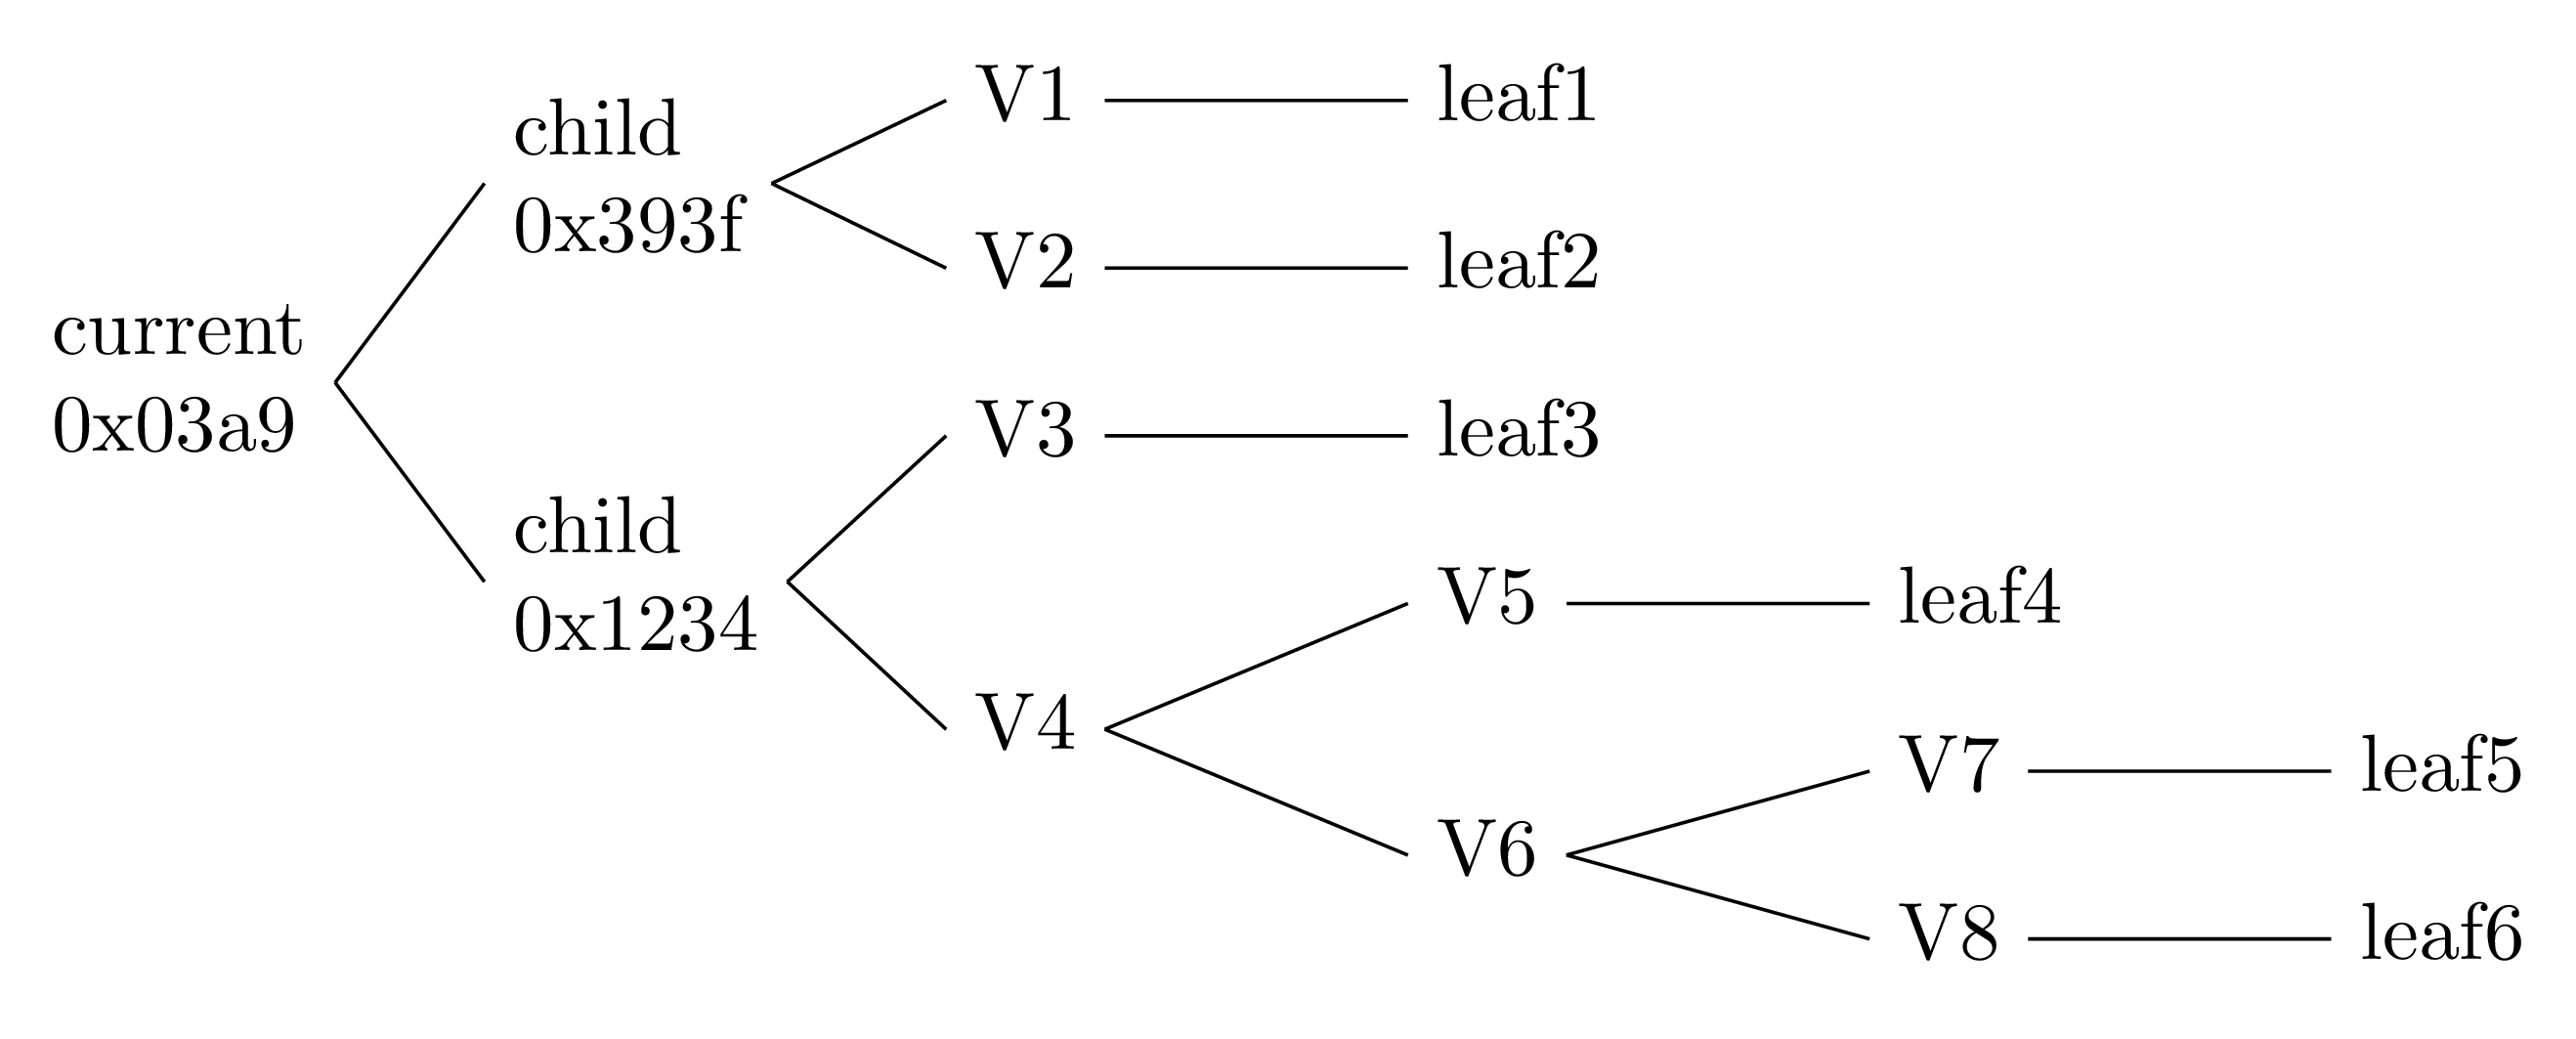 current
0x03a9
child
0x393f
V1
leaf1
V2
leaf2
child
0x1234
V3
leaf3
V4
V5
leaf4
V6
V7
leaf5
V8
leaf6